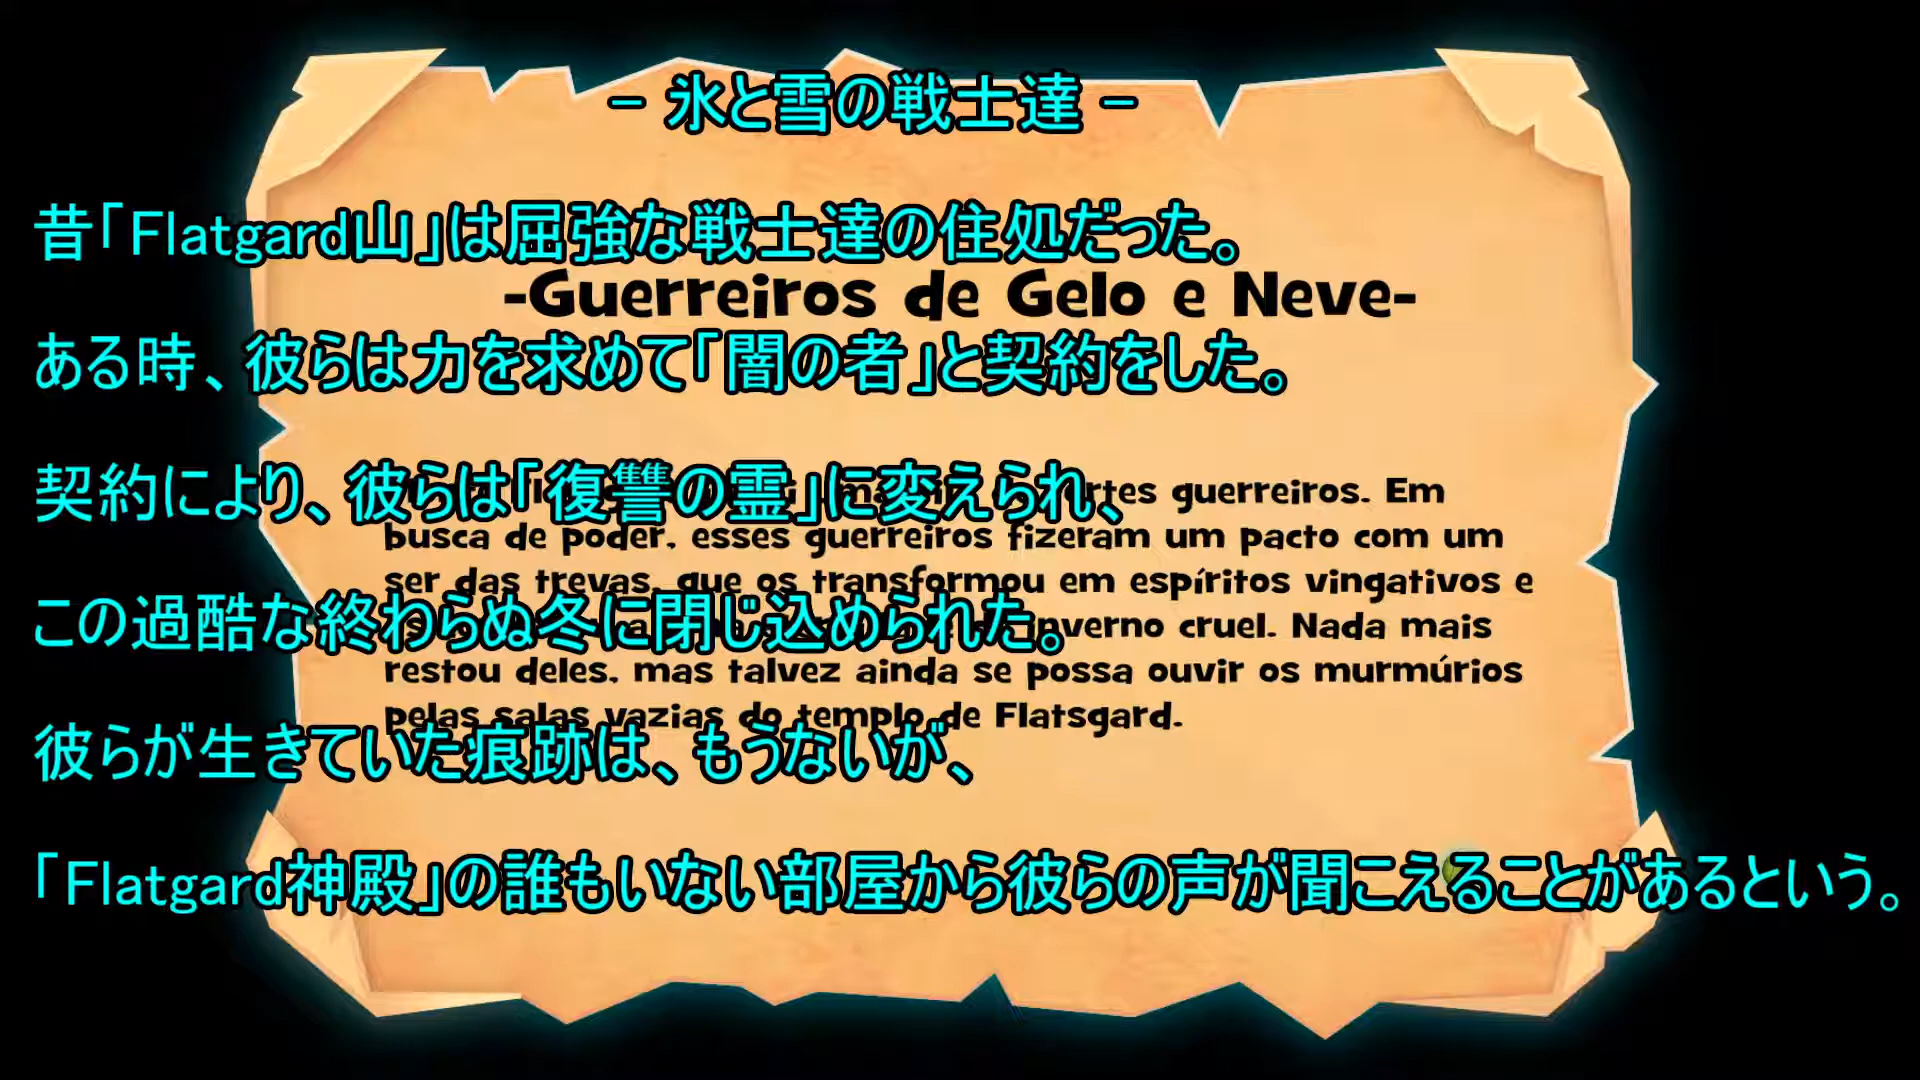 – 氷と雪の戦士達 –
昔「Flatgard山」は屈強な戦士達の住処だった。
-Guerreiros de Gelo e Neve-
ある時、彼らは力を求めて「闇の者」と契約をした。
契約により、彼らは「復讐の霊」に変えられ、
guerreiros. Em
busca de poder, esses guerreiros fizeram um pacto com um
ser das trevas, que os transformou em espíritos vingativos e
この過酷な終わらぬ冬に閉じ込められた。
inverno cruel. Nada mais
restou deles, mas talvez ainda se possa ouvir os murmúrios
pelas salas vazias do templo de Flatsgard.
彼らが生きていた痕跡は、もうないが、
「Flatgard神殿」の誰もいない部屋から彼らの声が聞こえることがあるという。